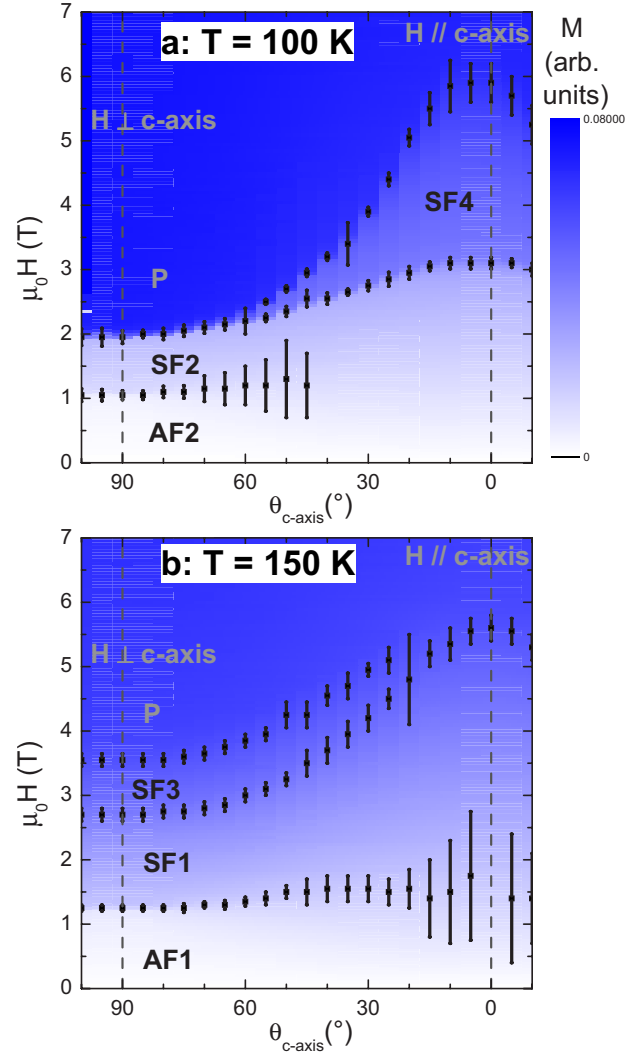 a: T = 100 K
H // c-axis
M
(arb.
units)
0.08000
0
H ⊥ c-axis
SF4
P
SF2
AF2
μ₀H (T)
7
6
5
4
3
2
1
0
90
60
30
0
θc-axis(°)
b: T = 150 K
H // c-axis
H ⊥ c-axis
P
SF3
SF1
AF1
μ₀H (T)
7
6
5
4
3
2
1
0
90
60
30
0
θc-axis(°)